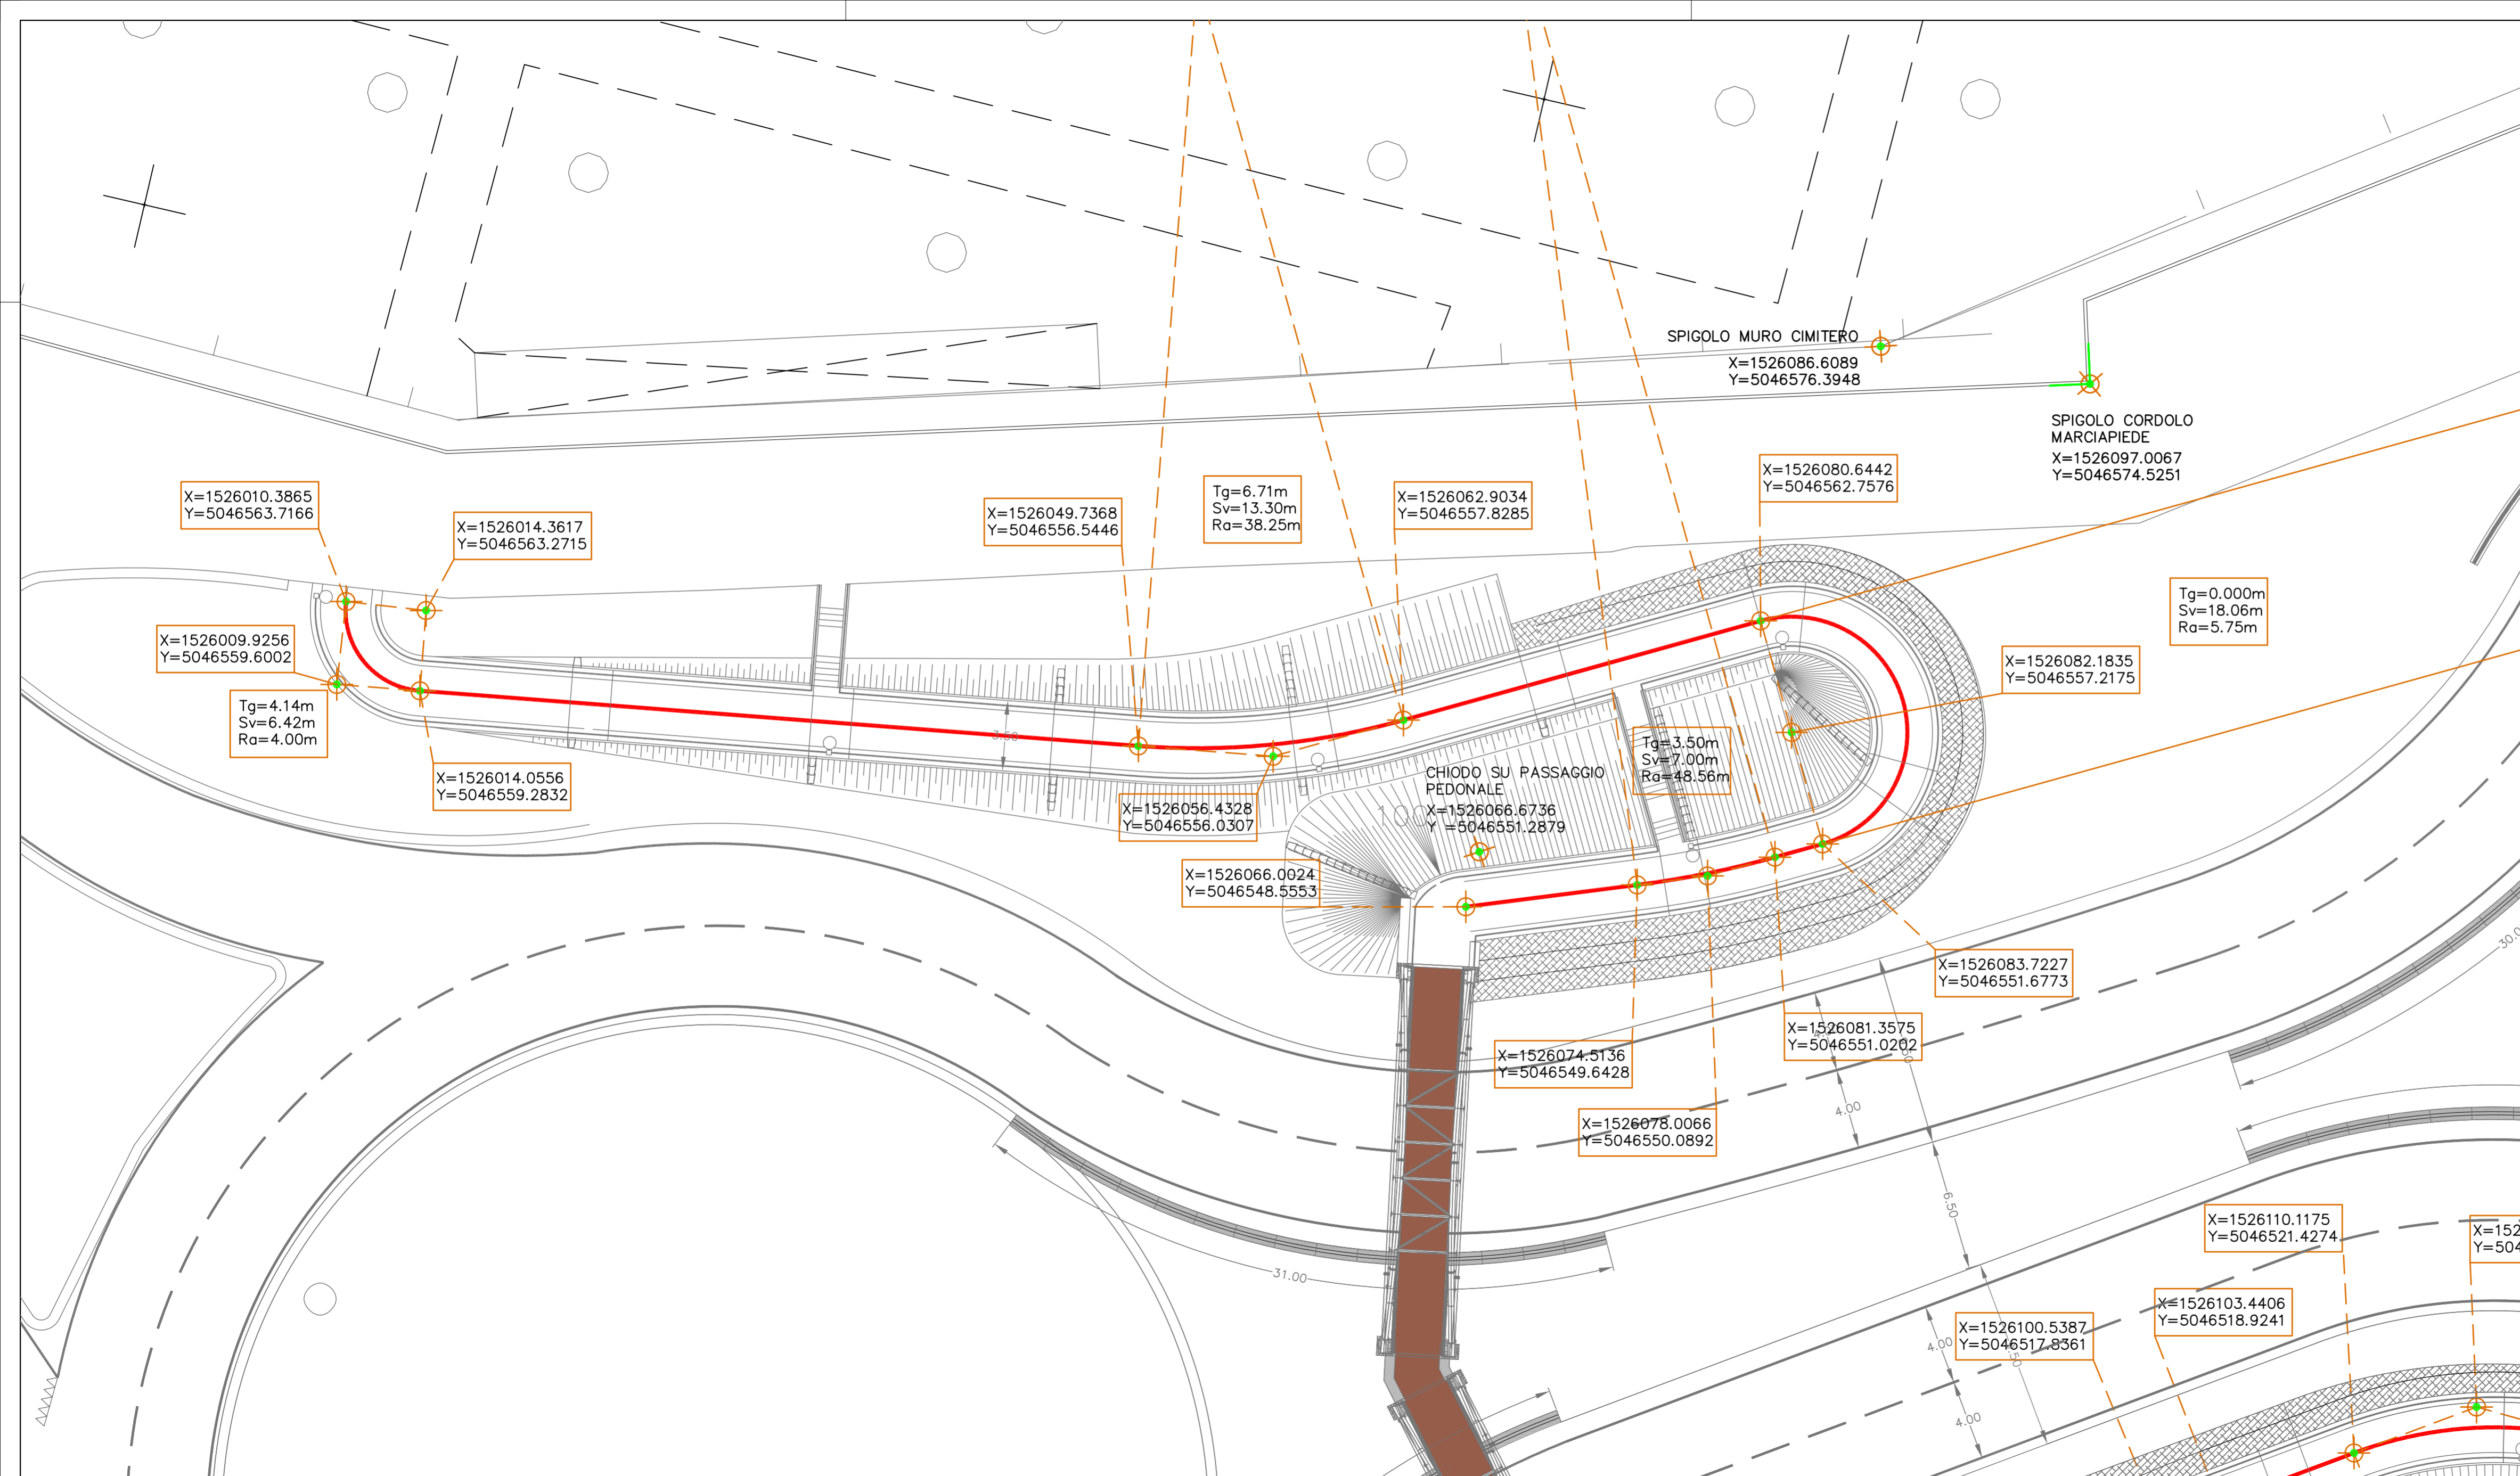 SPIGOLO MURO CIMITERO
X=1526086.6089
Y=5046576.3948
SPIGOLO CORDOLO
MARCIAPIEDE
X=1526097.0067
Y=5046574.5251
X=1526080.6442
Y=5046562.7576
Tg=6.71m
Sv=13.30m
Ra=38.25m
X=1526062.9034
Y=5046557.8285
X=1526010.3865
Y=5046563.7166
X=1526049.7368
Y=5046556.5446
X=1526014.3617
Y=5046563.2715
Tg=0.000m
Sv=18.06m
Ra=5.75m
X=1526009.9256
Y=5046559.6002
X=1526082.1835
Y=5046557.2175
Tg=4.14m
Sv=6.42m
Ra=4.00m
3.50
Tg=3.50m
Sv=7.00m
Ra=48.56m
X=1526014.0556
Y=5046559.2832
CHIODO SU PASSAGGIO
PEDONALE
X=1526066.6736
Y =5046551.2879
X=1526056.4328
Y=5046556.0307
X=1526066.0024
Y=5046548.5553
X=1526083.7227
Y=5046551.6773
X=1526081.3575
Y=5046551.0202
X=1526074.5136
Y=5046549.6428
4.00
X=1526078.0066
Y=5046550.0892
6.50
X=1526110.1175
Y=5046521.4274
31.00
X=1526103.4406
Y=5046518.9241
X=1526100.5387
Y=5046517.8361
4.00
4.00